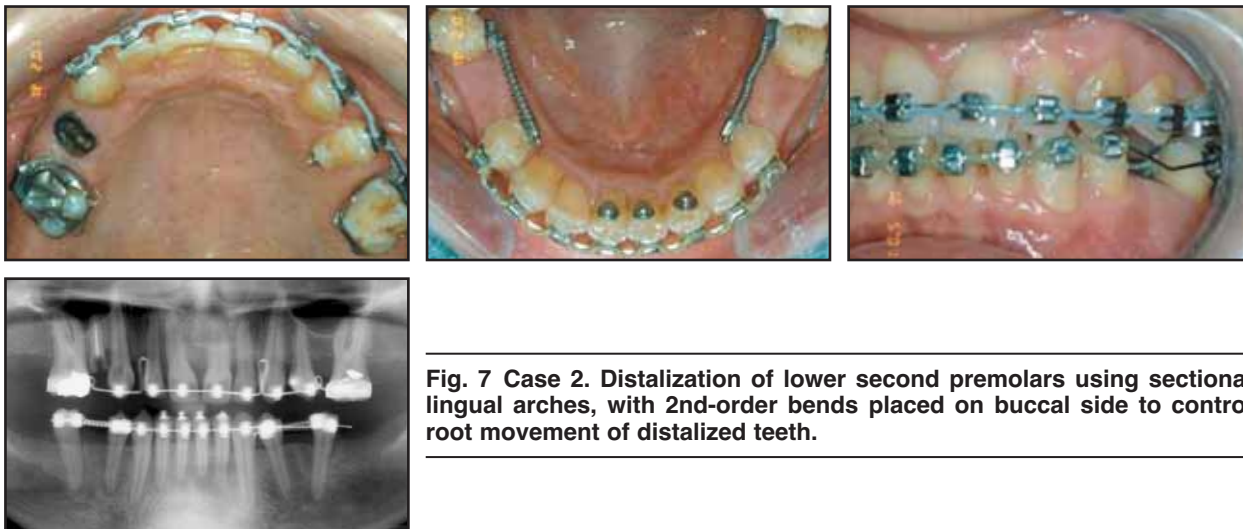 Fig. 7 Case 2. Distalization of lower second premolars using sectiona
lingual arches, with 2nd-order bends placed on buccal side to contro
root movement of distalized teeth.